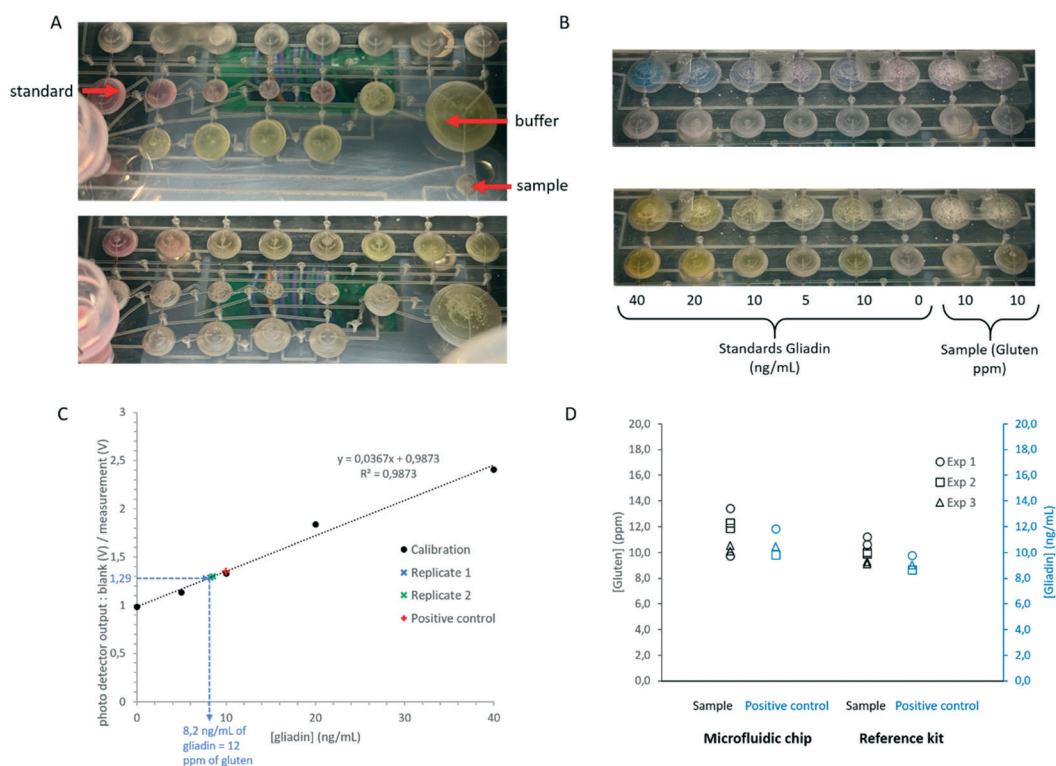 A
standard
buffer
sample
B
40 20 10 5 10 0 10 10
Standards Gliadin
(ng/mL)
Sample (Gluten
ppm)
C
photo detector output : blank (V) / measurement (V)
3
2,5
2
1,5
1,29
1
0,5
0
y = 0,0367x + 0,9873
R² = 0,9873
Calibration
Replicate 1
Replicate 2
Positive control
0 10 20 30 40
[gliadin] (ng/mL)
8,2 ng/mL of
gliadin = 12
ppm of gluten
D
[Gluten] (ppm)
20,0
18,0
16,0
14,0
12,0
10,0
8,0
6,0
4,0
2,0
0,0
Exp 1
Exp 2
Exp 3
20,0
18,0
16,0
14,0
12,0
10,0
8,0
6,0
4,0
2,0
0,0
[Gliadin] (ng/mL)
Sample Positive control Sample Positive control
Microfluidic chip Reference kit